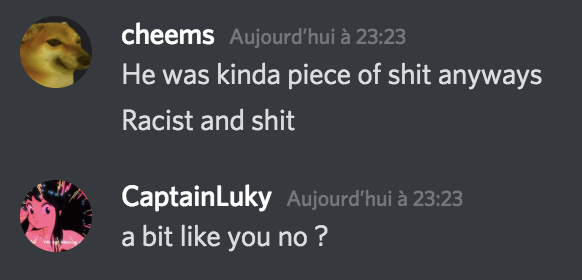 cheems Aujourd'hui à 23:23
He was kinda piece of shit anyways
Racist and shit
CaptainLuky Aujourd'hui à 23:23
a bit like you no ?